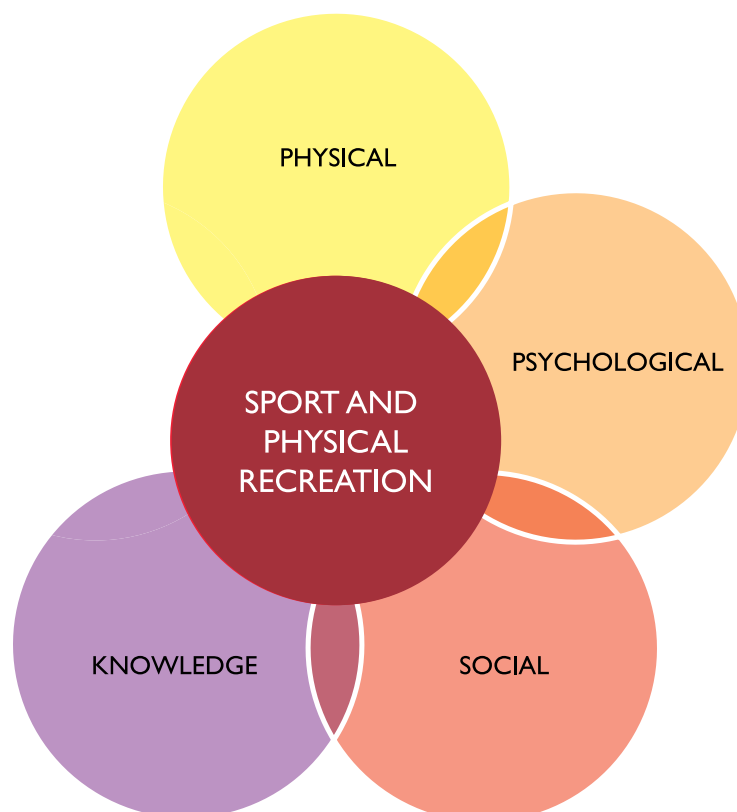 PHYSICAL
PSYCHOLOGICAL
SPORT AND
PHYSICAL
RECREATION
KNOWLEDGE
SOCIAL